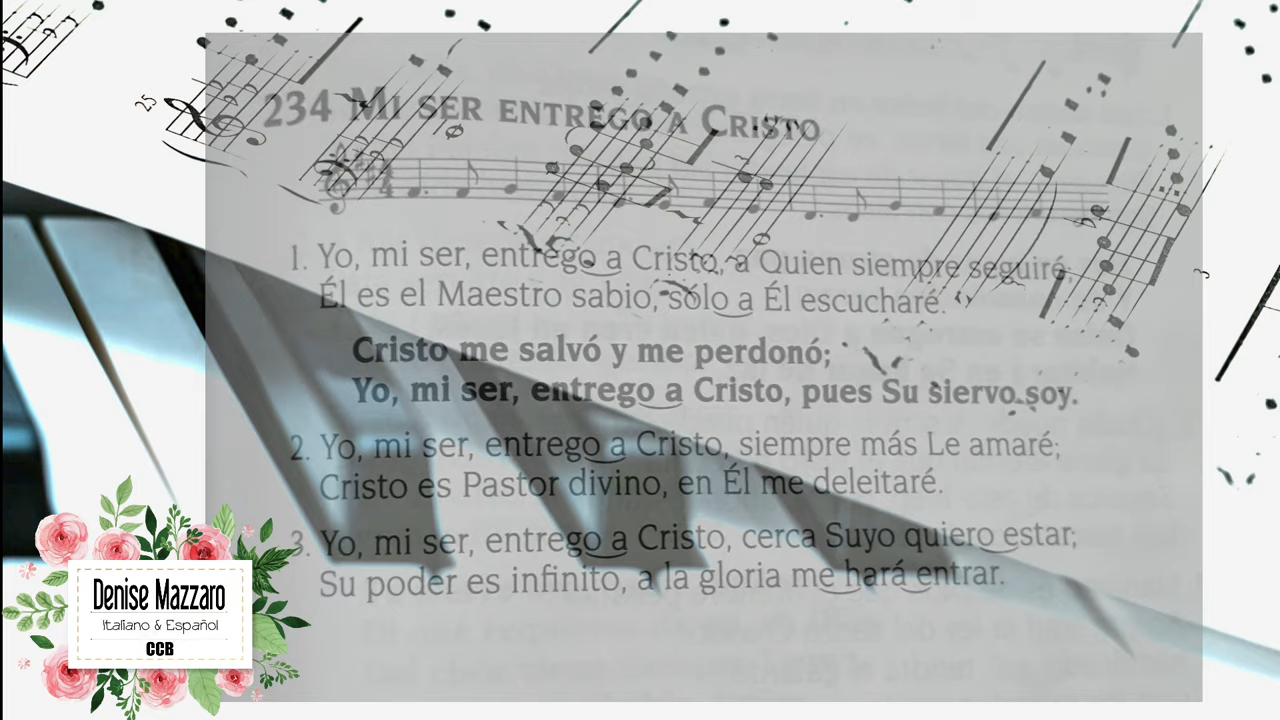 234 Mi ser entrego a Cristo
1. Yo, mi ser, entrego a Cristo, a Quien siempre seguiré,
Él es el Maestro sabio, sólo a Él escucharé.
Cristo me salvó y me perdonó;
Yo, mi ser, entrego a Cristo, pues Su siervo soy.
2. Yo, mi ser, entrego a Cristo, siempre más Le amaré;
Cristo es Pastor divino, en Él me deleitaré.
3. Yo, mi ser, entrego a Cristo, cerca Suyo quiero estar;
Su poder es infinito, a la gloria me hará entrar.
Denise Mazzaro
Italiano & Español
CCB
25
3